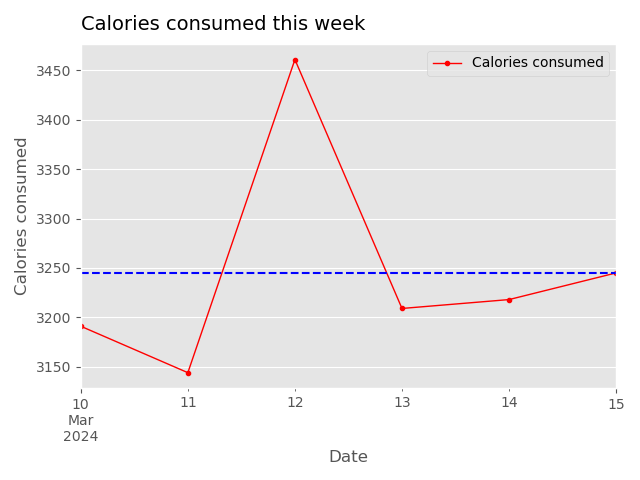 Calories consumed this week
Calories consumed
3450
3400
3350
3300
3250
3200
3150
Calories consumed
10 11 12 13 14 15
Mar
2024
Date